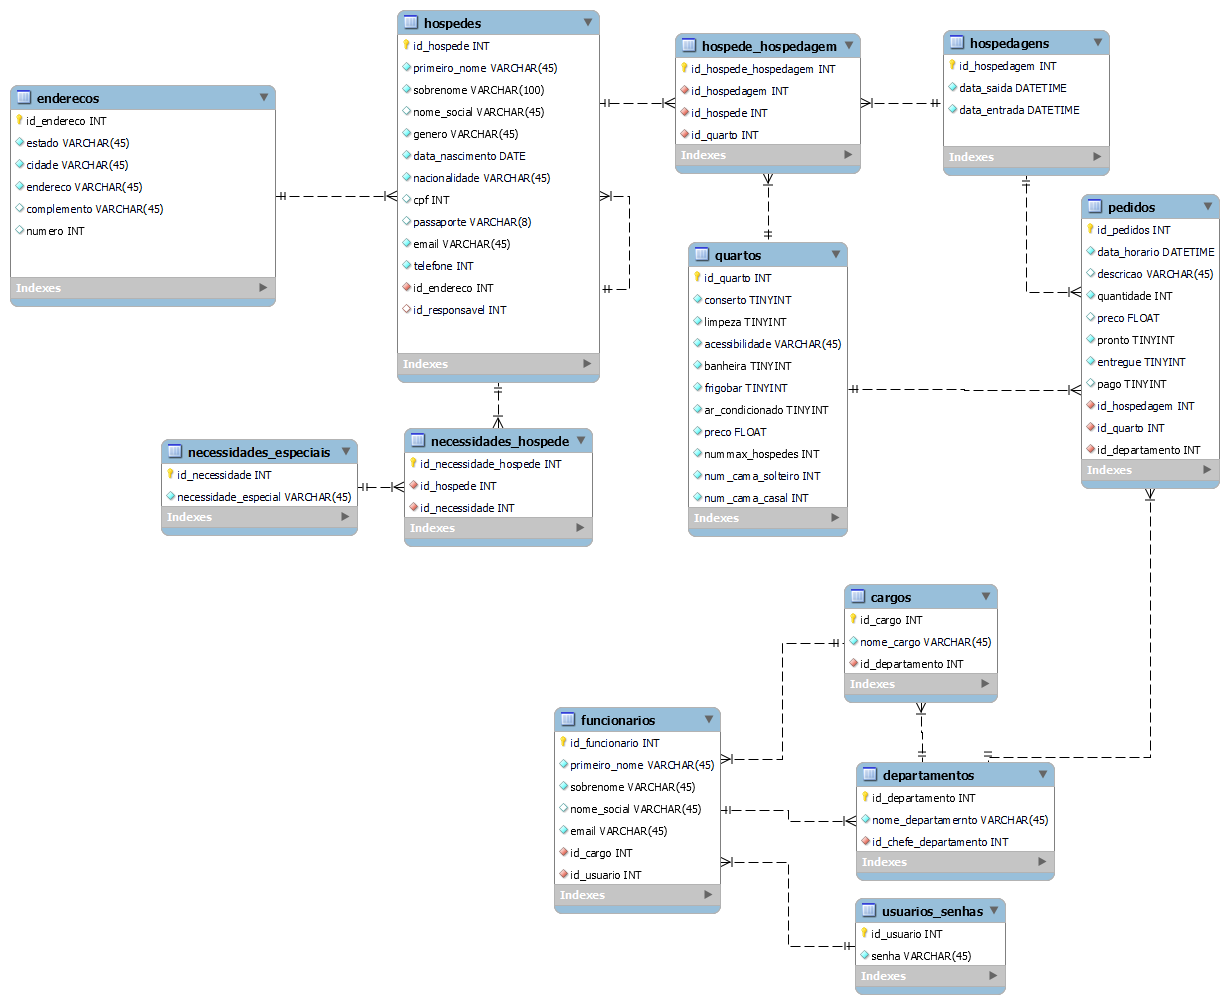 enderecos
id_endereco INT
estado VARCHAR(45)
cidade VARCHAR(45)
endereco VARCHAR(45)
complemento VARCHAR(45)
numero INT
Indexes
hospedes
id_hospede INT
primeiro_nome VARCHAR(45)
sobrenome VARCHAR(100)
nome_social VARCHAR(45)
genero VARCHAR(45)
data_nascimento DATE
nacionalidade VARCHAR(45)
cpf INT
passaporte VARCHAR(8)
email VARCHAR(45)
telefone INT
id_endereco INT
id_responsavel INT
Indexes
hospede_hospedagem
id_hospede_hospedagem INT
id_hospedagem INT
id_hospede INT
id_quarto INT
Indexes
hospedagens
id_hospedagem INT
data_saida DATETIME
data_entrada DATETIME
Indexes
pedidos
id_pedidos INT
data_horario DATETIME
descricao VARCHAR(45)
quantidade INT
preco FLOAT
pronto TINYINT
entregue TINYINT
pago TINYINT
id_hospedagem INT
id_quarto INT
id_departamento INT
Indexes
quartos
id_quarto INT
conserto TINYINT
limpeza TINYINT
acessibilidade VARCHAR(45)
banheira TINYINT
frigobar TINYINT
ar_condicionado TINYINT
preco FLOAT
nummax_hospedes INT
num_cama_solteiro INT
num_cama_casal INT
Indexes
necessidades_especiais
id_necessidade INT
necessidade_especial VARCHAR(45)
Indexes
necessidades_hospede
id_necessidade_hospede INT
id_hospede INT
id_necessidade INT
Indexes
cargos
id_cargo INT
nome_cargo VARCHAR(45)
id_departamento INT
Indexes
funcionarios
id_funcionario INT
primeiro_nome VARCHAR(45)
sobrenome VARCHAR(45)
nome_social VARCHAR(45)
email VARCHAR(45)
id_cargo INT
id_usuario INT
Indexes
departamentos
id_departamento INT
nome_departamernto VARCHAR(45)
id_chefe_departamento INT
Indexes
usuarios_senhas
id_usuario INT
senha VARCHAR(45)
Indexes